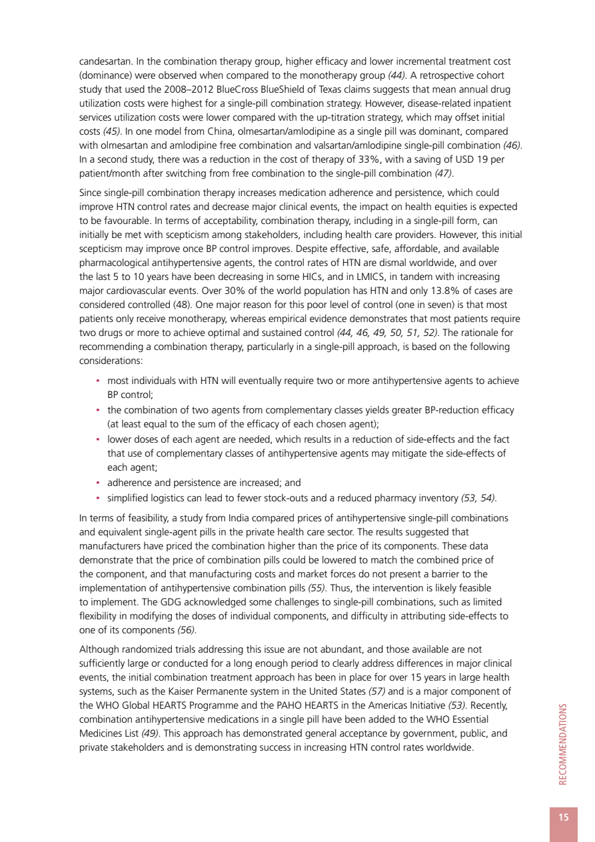 candesartan. In the combination therapy group, higher efficacy and lower incremental treatment cost
(dominance) were observed when compared to the monotherapy group (44). A retrospective cohort
study that used the 2008–2012 BlueCross BlueShield of Texas claims suggests that mean annual drug
utilization costs were highest for a single-pill combination strategy. However, disease-related inpatient
services utilization costs were lower compared with the up-titration strategy, which may offset initial
costs (45). In one model from China, olmesartan/amlodipine as a single pill was dominant, compared
with olmesartan and amlodipine free combination and valsartan/amlodipine single-pill combination (46).
In a second study, there was a reduction in the cost of therapy of 33%, with a saving of USD 19 per
patient/month after switching from free combination to the single-pill combination (47).
Since single-pill combination therapy increases medication adherence and persistence, which could
improve HTN control rates and decrease major clinical events, the impact on health equities is expected
to be favourable. In terms of acceptability, combination therapy, including in a single-pill form, can
initially be met with scepticism among stakeholders, including health care providers. However, this initial
scepticism may improve once BP control improves. Despite effective, safe, affordable, and available
pharmacological antihypertensive agents, the control rates of HTN are dismal worldwide, and over
the last 5 to 10 years have been decreasing in some HICs, and in LMICS, in tandem with increasing
major cardiovascular events. Over 30% of the world population has HTN and only 13.8% of cases are
considered controlled (48). One major reason for this poor level of control (one in seven) is that most
patients only receive monotherapy, whereas empirical evidence demonstrates that most patients require
two drugs or more to achieve optimal and sustained control (44, 46, 49, 50, 51, 52). The rationale for
recommending a combination therapy, particularly in a single-pill approach, is based on the following
considerations:
• most individuals with HTN will eventually require two or more antihypertensive agents to achieve
BP control;
• the combination of two agents from complementary classes yields greater BP-reduction efficacy
(at least equal to the sum of the efficacy of each chosen agent);
• lower doses of each agent are needed, which results in a reduction of side-effects and the fact
that use of complementary classes of antihypertensive agents may mitigate the side-effects of
each agent;
• adherence and persistence are increased; and
• simplified logistics can lead to fewer stock-outs and a reduced pharmacy inventory (53, 54).
In terms of feasibility, a study from India compared prices of antihypertensive single-pill combinations
and equivalent single-agent pills in the private health care sector. The results suggested that
manufacturers have priced the combination higher than the price of its components. These data
demonstrate that the price of combination pills could be lowered to match the combined price of
the component, and that manufacturing costs and market forces do not present a barrier to the
implementation of antihypertensive combination pills (55). Thus, the intervention is likely feasible
to implement. The GDG acknowledged some challenges to single-pill combinations, such as limited
flexibility in modifying the doses of individual components, and difficulty in attributing side-effects to
one of its components (56).
Although randomized trials addressing this issue are not abundant, and those available are not
sufficiently large or conducted for a long enough period to clearly address differences in major clinical
events, the initial combination treatment approach has been in place for over 15 years in large health
systems, such as the Kaiser Permanente system in the United States (57) and is a major component of
the WHO Global HEARTS Programme and the PAHO HEARTS in the Americas Initiative (53). Recently,
combination antihypertensive medications in a single pill have been added to the WHO Essential
Medicines List (49). This approach has demonstrated general acceptance by government, public, and
private stakeholders and is demonstrating success in increasing HTN control rates worldwide.
RECOMMENDATIONS
15